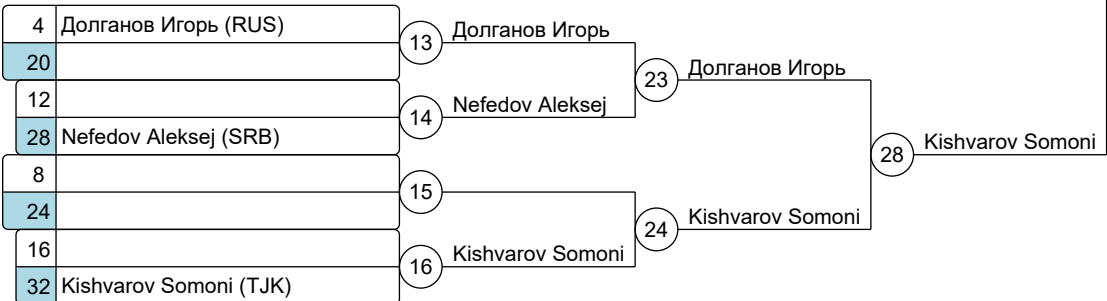 4 Долганов Игорь (RUS)
13 Долганов Игорь
20
23 Долганов Игорь
12
14 Nefedov Aleksej
28 Nefedov Aleksej (SRB)
28 Kishvarov Somoni
8
15
24
24 Kishvarov Somoni
16
16 Kishvarov Somoni
32 Kishvarov Somoni (TJK)